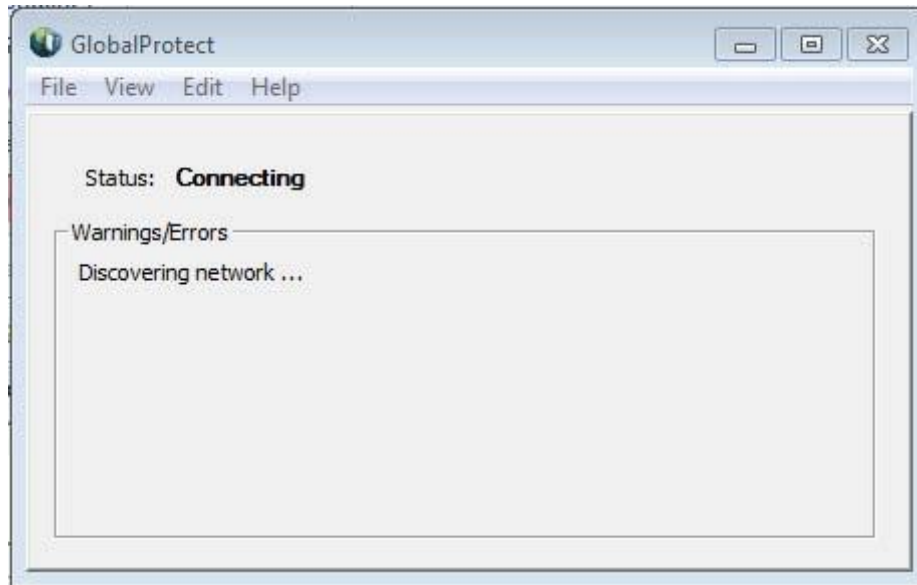 GlobalProtect
File View Edit Help
Status: Connecting
Warnings/Errors
Discovering network ...